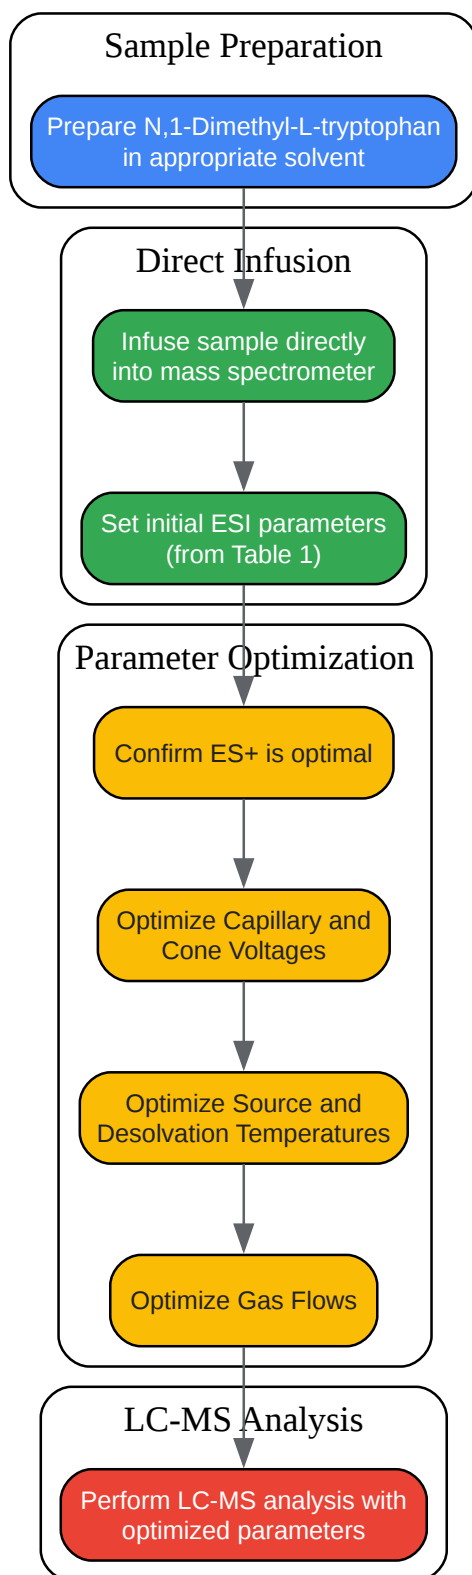 Sample Preparation
Prepare N,1-Dimethyl-L-tryptophan
in appropriate solvent
Direct Infusion
Infuse sample directly
into mass spectrometer
Set initial ESI parameters
(from Table 1)
Parameter Optimization
Confirm ES+ is optimal
Optimize Capillary and
Cone Voltages
Optimize Source and
Desolvation Temperatures
Optimize Gas Flows
LC-MS Analysis
Perform LC-MS analysis with
optimized parameters